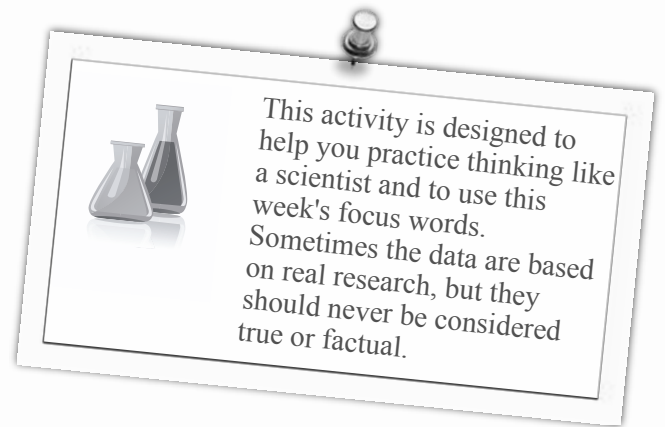 This activity is designed to
help you practice thinking like
a scientist and to use this
week's focus words.
Sometimes the data are based
on real research, but they
should never be considered
true or factual.